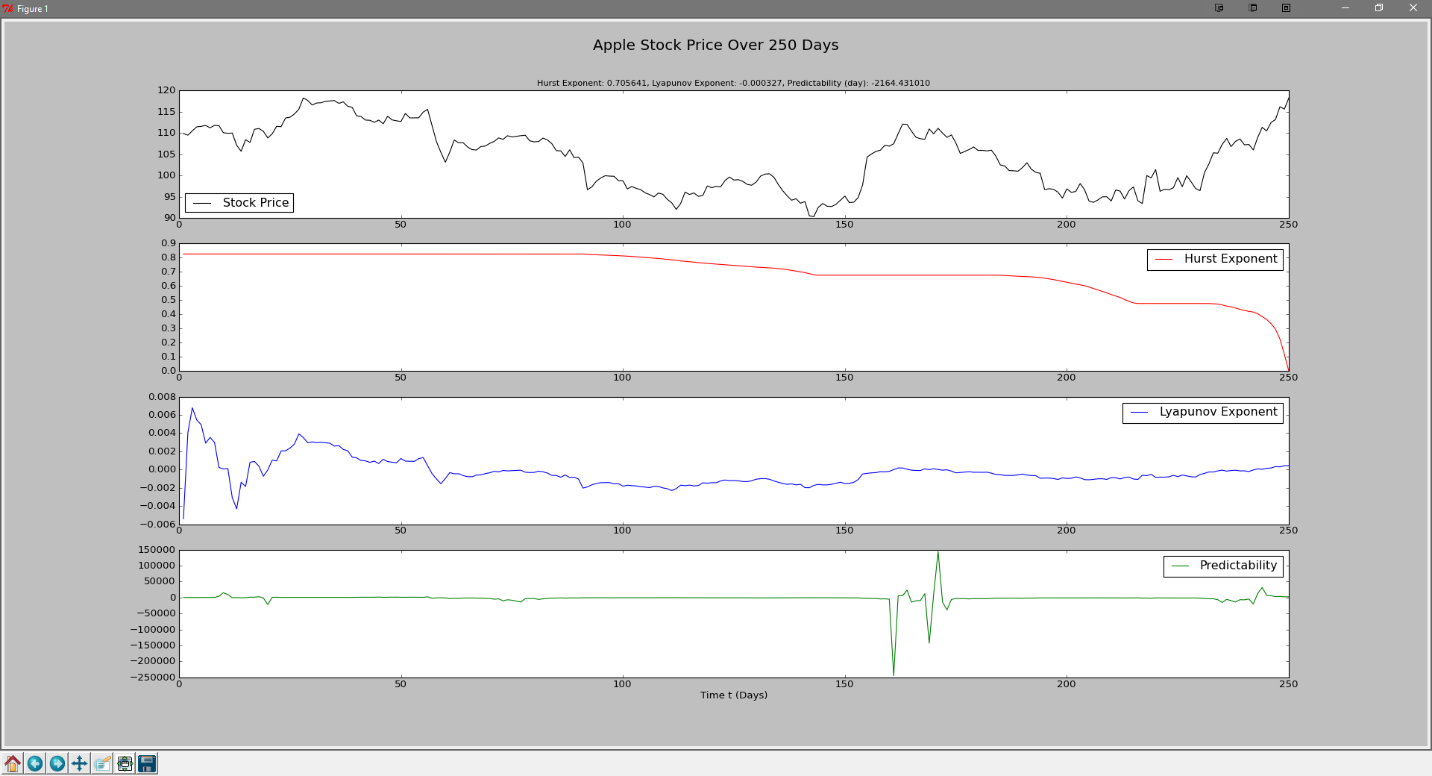 Figure 1
Apple Stock Price Over 250 Days
Hurst Exponent: 0.705641, Lyapunov Exponent: -0.000327, Predictability (day): -2164.431010
120
115
110
105
100
95
90
Stock Price
0 50 100 150 200 250
0.9
0.8
0.7
0.6
0.5
0.4
0.3
0.2
0.1
0.0
Hurst Exponent
0 50 100 150 200 250
0.008
0.006
0.004
0.002
0.000
−0.002
−0.004
−0.006
Lyapunov Exponent
0 50 100 150 200 250
150000
100000
50000
0
−50000
−100000
−150000
−200000
−250000
Predictability
0 50 100 150 200 250
Time t (Days)